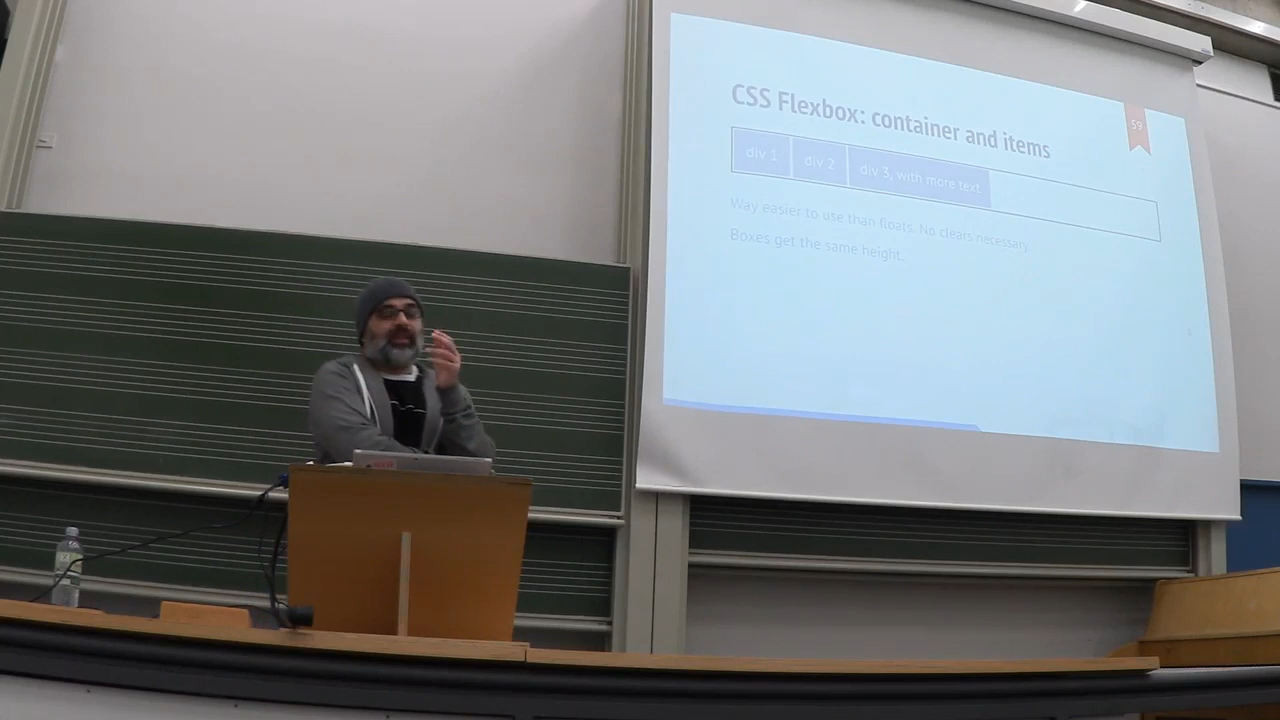 CSS Flexbox: container and items
59
div 1
div 2
div 3, with more text
Way easier to use than floats. No clears necessary.
Boxes get the same height.